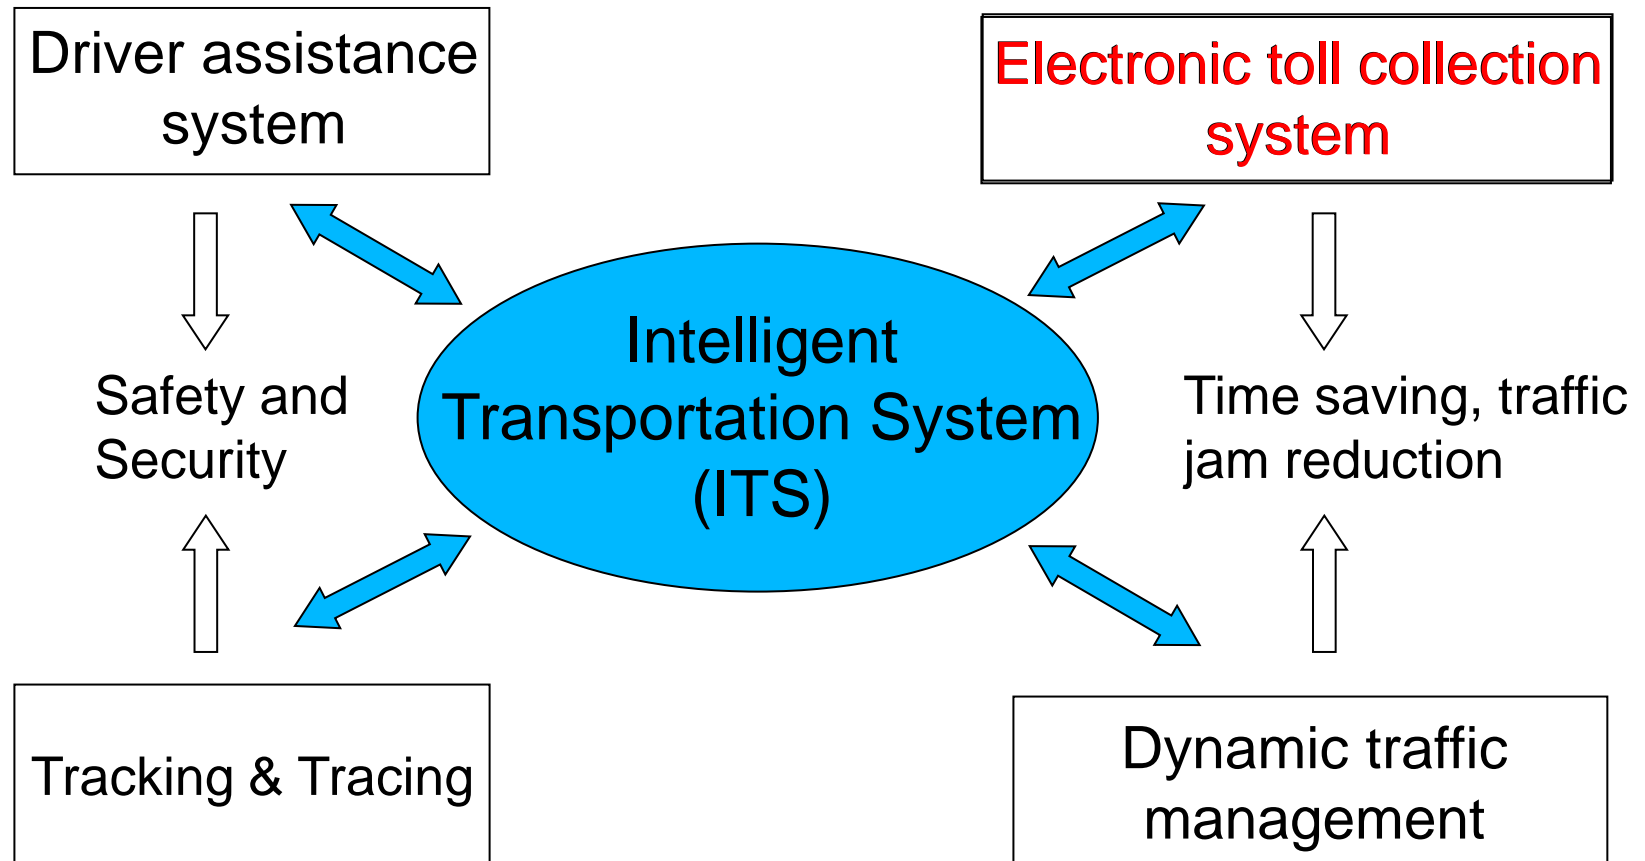 Driver assistance
system
Electronic toll collection
system
Intelligent
Transportation System
(ITS)
Safety and
Security
Time saving, traffic
jam reduction
Tracking & Tracing
Dynamic traffic
management